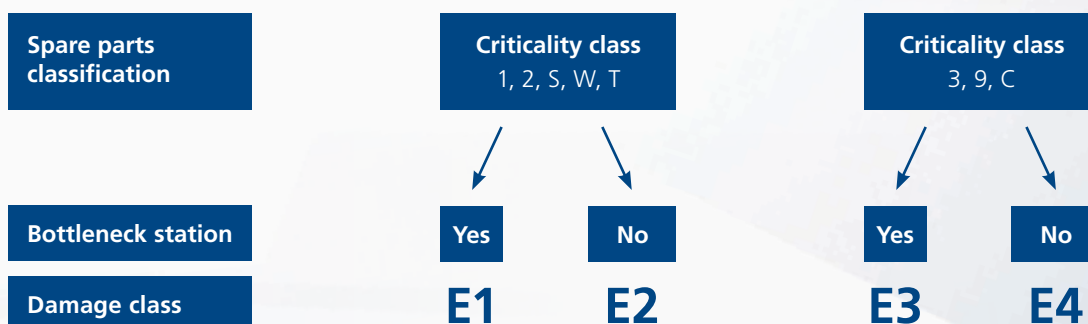 Spare parts
classification
Criticality class
1, 2, S, W, T
Criticality class
3, 9, C
Bottleneck station
Yes
No
Yes
No
Damage class
E1
E2
E3
E4